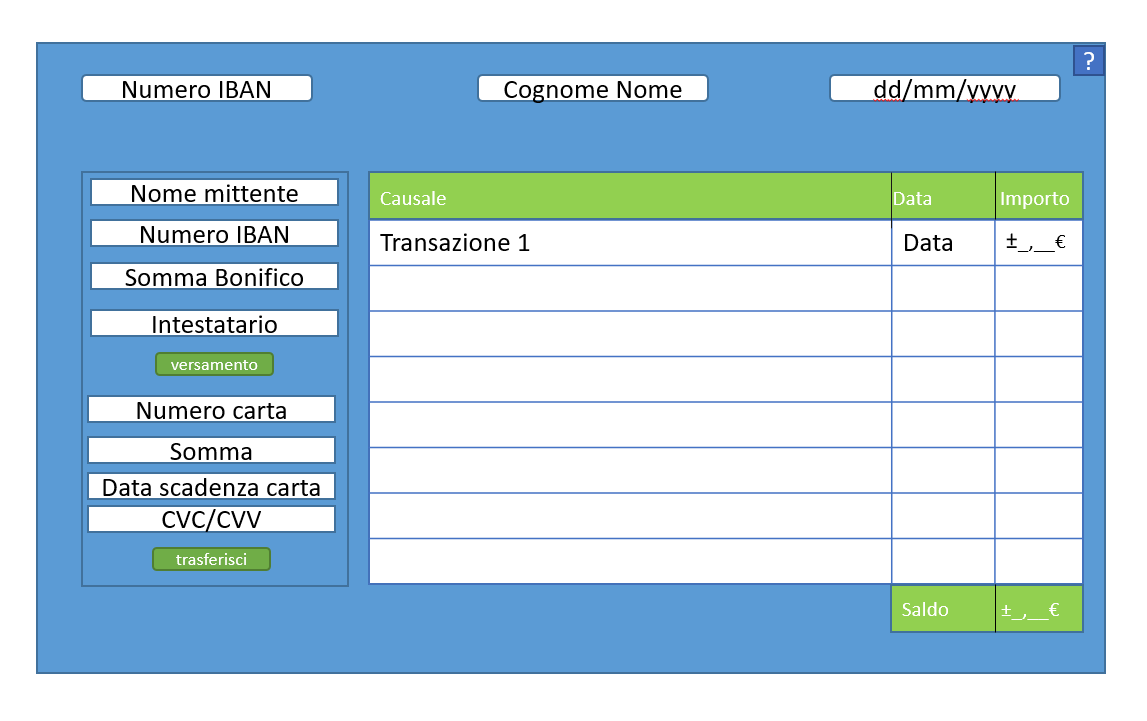 ?
Numero IBAN
Cognome Nome
dd/mm/yyyy
Nome mittente
Numero IBAN
Somma Bonifico
Intestatario
versamento
Numero carta
Somma
Data scadenza carta
CVC/CVV
trasferisci
Causale Data Importo
Transazione 1 Data ±_,__€
Saldo ±_,__€